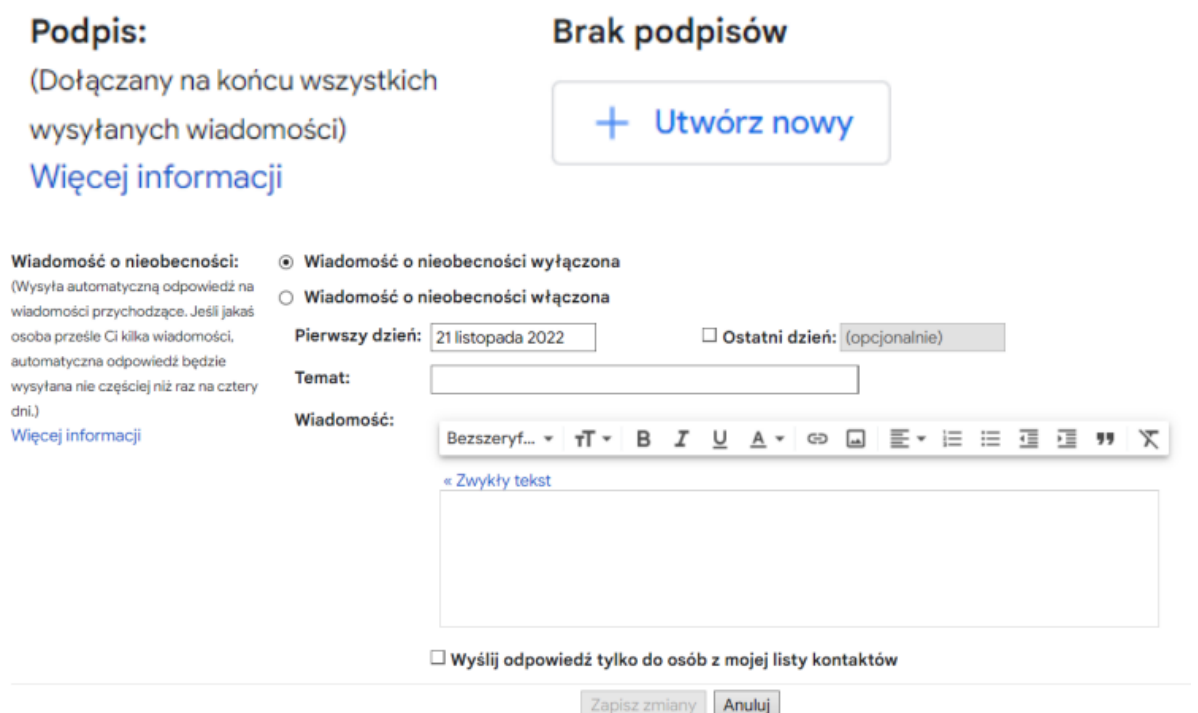 Podpis:
(Dołączany na końcu wszystkich
wysyłanych wiadomości)
Więcej informacji
Brak podpisów
+ Utwórz nowy
Wiadomość o nieobecności:
(Wysyła automatyczną odpowiedź na
wiadomości przychodzące. Jeśli jakaś
osoba prześle Ci kilka wiadomości,
automatyczna odpowiedź będzie
wysyłana nie częściej niż raz na cztery
dni.)
Więcej informacji
Wiadomość o nieobecności wyłączona
Wiadomość o nieobecności włączona
Pierwszy dzień: 21 listopada 2022 Ostatni dzień: (opcjonalnie)
Temat:
Wiadomość:
Bezszeryf... TT B I U A
« Zwykły tekst
Wyślij odpowiedź tylko do osób z mojej listy kontaktów
Zapisz zmiany Anuluj